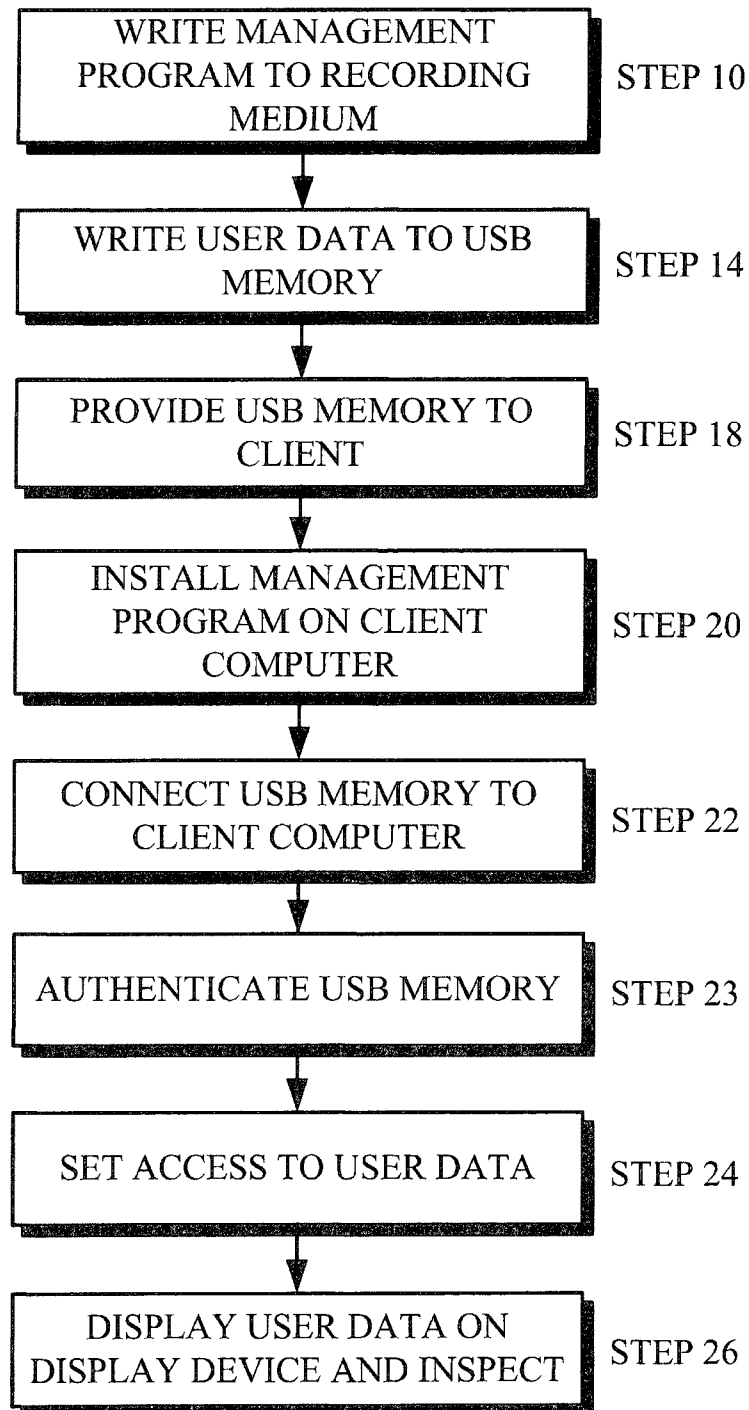 WRITE MANAGEMENT
PROGRAM TO RECORDING
MEDIUM
STEP 10
WRITE USER DATA TO USB
MEMORY
STEP 14
PROVIDE USB MEMORY TO
CLIENT
STEP 18
INSTALL MANAGEMENT
PROGRAM ON CLIENT
COMPUTER
STEP 20
CONNECT USB MEMORY TO
CLIENT COMPUTER
STEP 22
AUTHENTICATE USB MEMORY
STEP 23
SET ACCESS TO USER DATA
STEP 24
DISPLAY USER DATA ON
DISPLAY DEVICE AND INSPECT
STEP 26